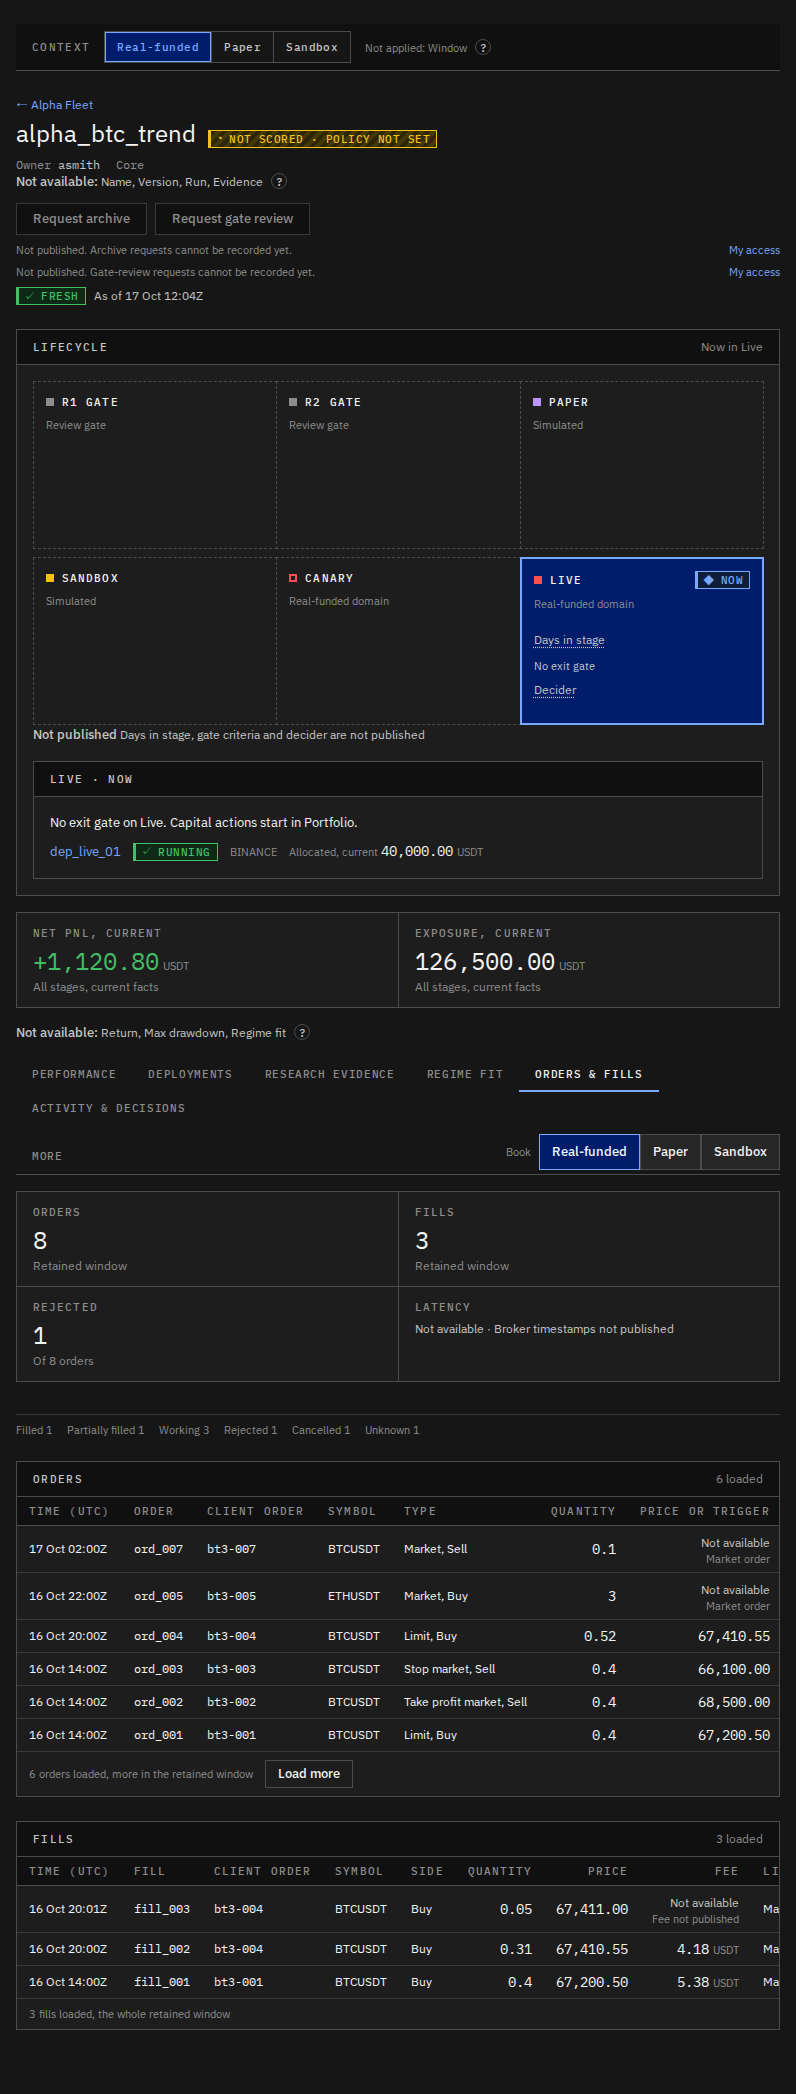 CONTEXT Real-funded Paper Sandbox Not applied: Window ?
← Alpha Fleet
alpha_btc_trend NOT SCORED · POLICY NOT SET
Owner asmith Core
Not available: Name, Version, Run, Evidence ?
Request archive Request gate review
Not published. Archive requests cannot be recorded yet. My access
Not published. Gate-review requests cannot be recorded yet. My access
✓ FRESH As of 17 Oct 12:04Z
LIFECYCLE Now in Live
R1 GATE R2 GATE PAPER
Review gate Review gate Simulated
SANDBOX CANARY LIVE ◆ NOW
Simulated Real-funded domain Real-funded domain
Days in stage
No exit gate
Decider
Not published Days in stage, gate criteria and decider are not published
LIVE · NOW
No exit gate on Live. Capital actions start in Portfolio.
dep_live_01 ✓ RUNNING BINANCE Allocated, current 40,000.00 USDT
NET PNL, CURRENT EXPOSURE, CURRENT
+1,120.80 USDT 126,500.00 USDT
All stages, current facts All stages, current facts
Not available: Return, Max drawdown, Regime fit ?
PERFORMANCE DEPLOYMENTS RESEARCH EVIDENCE REGIME FIT ORDERS & FILLS
ACTIVITY & DECISIONS
MORE Book Real-funded Paper Sandbox
ORDERS FILLS
8 3
Retained window Retained window
REJECTED LATENCY
1 Not available · Broker timestamps not published
Of 8 orders
Filled 1 Partially filled 1 Working 3 Rejected 1 Cancelled 1 Unknown 1
ORDERS 6 loaded
TIME (UTC) ORDER CLIENT ORDER SYMBOL TYPE QUANTITY PRICE OR TRIGGER
17 Oct 02:00Z ord_007 bt3-007 BTCUSDT Market, Sell 0.1 Not available
Market order
16 Oct 22:00Z ord_005 bt3-005 ETHUSDT Market, Buy 3 Not available
Market order
16 Oct 20:00Z ord_004 bt3-004 BTCUSDT Limit, Buy 0.52 67,410.55
16 Oct 14:00Z ord_003 bt3-003 BTCUSDT Stop market, Sell 0.4 66,100.00
16 Oct 14:00Z ord_002 bt3-002 BTCUSDT Take profit market, Sell 0.4 68,500.00
16 Oct 14:00Z ord_001 bt3-001 BTCUSDT Limit, Buy 0.4 67,200.50
6 orders loaded, more in the retained window Load more
FILLS 3 loaded
TIME (UTC) FILL CLIENT ORDER SYMBOL SIDE QUANTITY PRICE FEE LI
16 Oct 20:01Z fill_003 bt3-004 BTCUSDT Buy 0.05 67,411.00 Not available Ma
Fee not published
16 Oct 20:00Z fill_002 bt3-004 BTCUSDT Buy 0.31 67,410.55 4.18 USDT Ma
16 Oct 14:00Z fill_001 bt3-001 BTCUSDT Buy 0.4 67,200.50 5.38 USDT Ma
3 fills loaded, the whole retained window